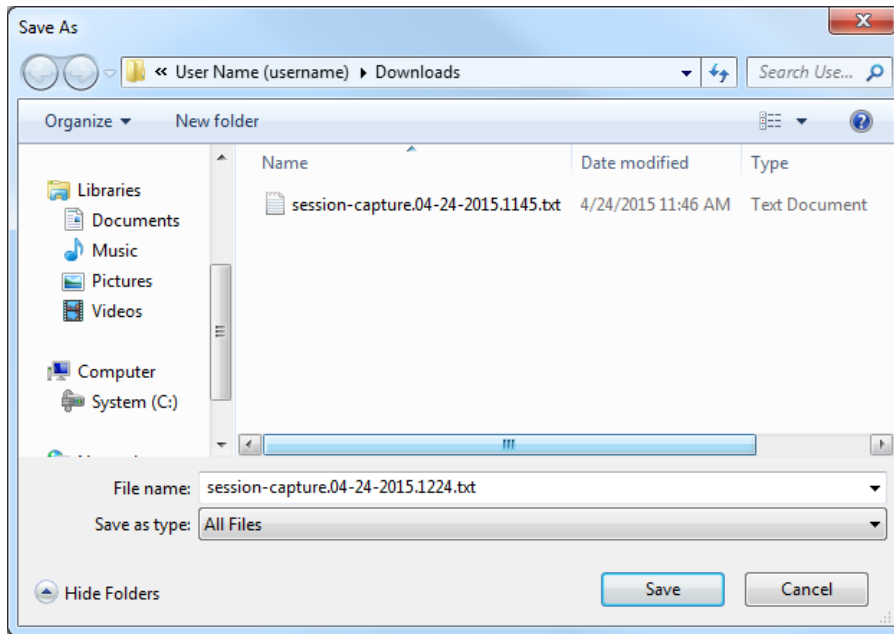 Save As
« User Name (username) Downloads
Search Use...
Organize
New folder
Libraries
Documents
Music
Pictures
Videos
Computer
System (C:)
Name Date modified Type
session-capture.04-24-2015.1145.txt 4/24/2015 11:46 AM Text Document
File name: session-capture.04-24-2015.1224.txt
Save as type: All Files
Hide Folders
Save
Cancel